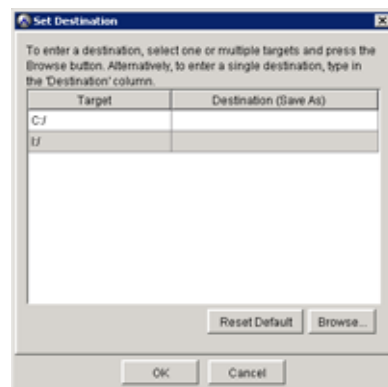 Set Destination
To enter a destination, select one or multiple targets and press the
Browse button. Alternatively, to enter a single destination, type in
the 'Destination' column.
Target Destination (Save As)
C:/
I:/
Reset Default Browse...
OK Cancel